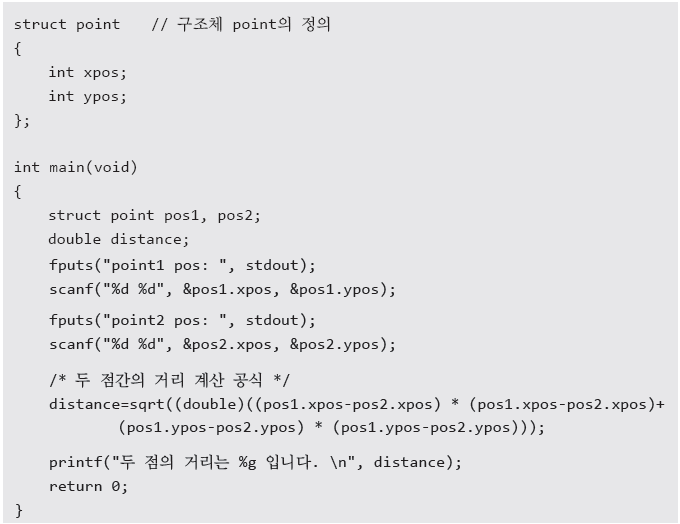 struct point // 구조체 point의 정의
{
int xpos;
int ypos;
};
int main(void)
{
struct point pos1, pos2;
double distance;
fputs("point1 pos: ", stdout);
scanf("%d %d", &pos1.xpos, &pos1.ypos);
fputs("point2 pos: ", stdout);
scanf("%d %d", &pos2.xpos, &pos2.ypos);
/* 두 점간의 거리 계산 공식 */
distance=sqrt((double)((pos1.xpos-pos2.xpos) * (pos1.xpos-pos2.xpos)+
(pos1.ypos-pos2.ypos) * (pos1.ypos-pos2.ypos)));
printf("두 점의 거리는 %g 입니다. \n", distance);
return 0;
}